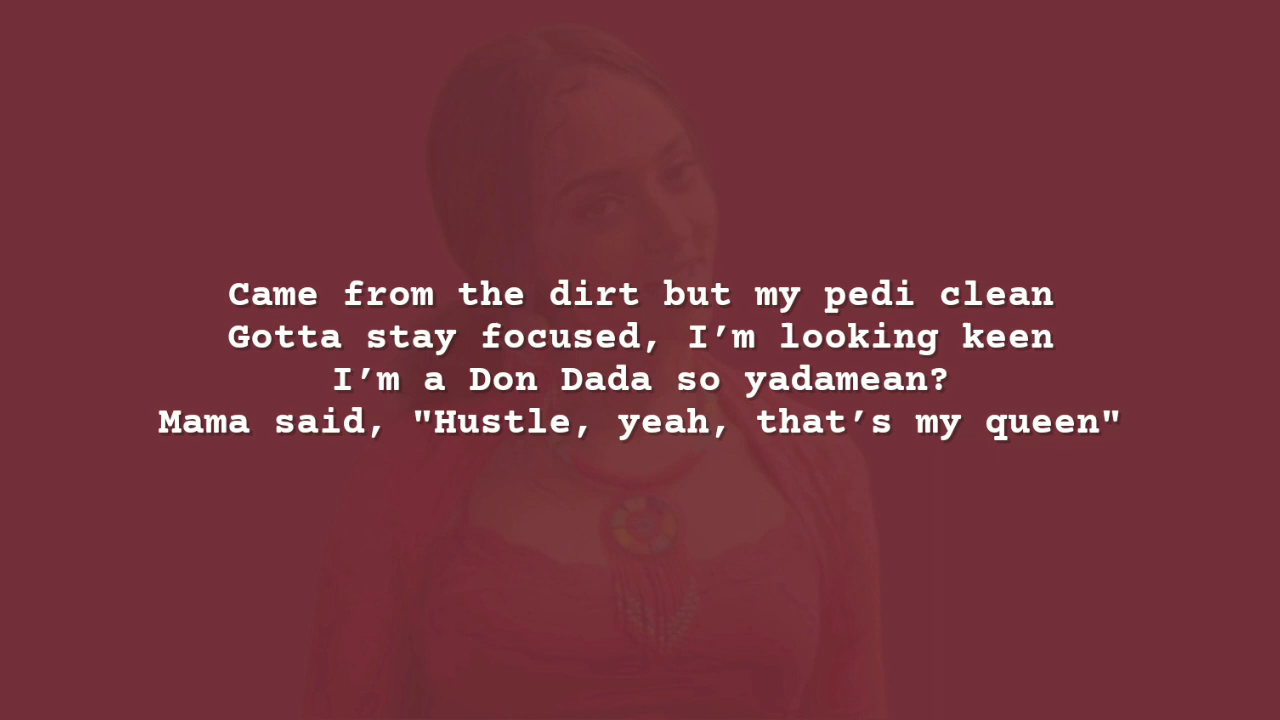 Came from the dirt but my pedi clean
Gotta stay focused, I’m looking keen
I’m a Don Dada so yadamean?
Mama said, "Hustle, yeah, that’s my queen"